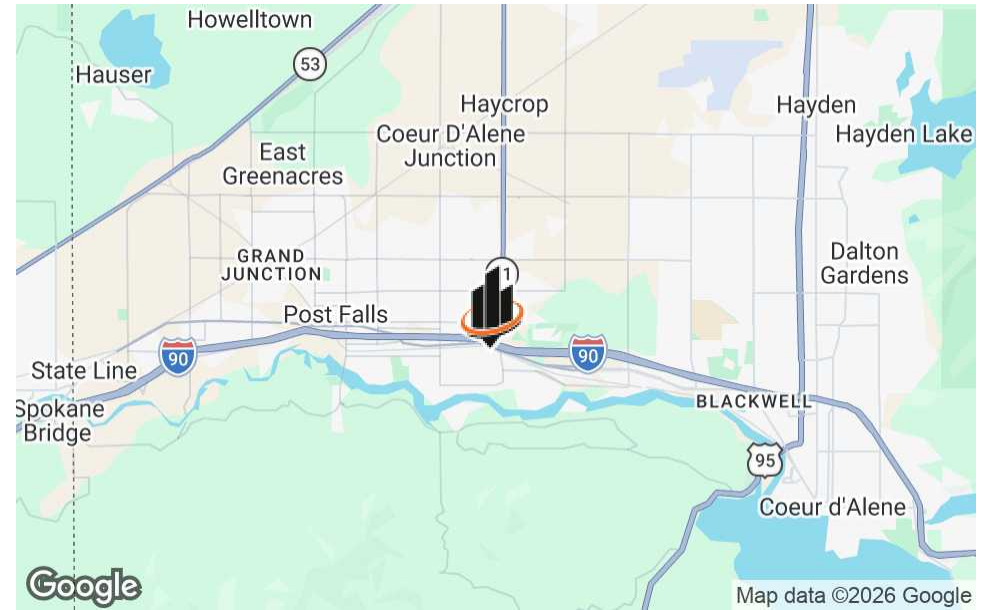 Howelltown
53
Hauser
Haycrop
Hayden
Coeur D'Alene
Junction
Hayden Lake
East
Greenacres
Dalton
Gardens
GRAND
JUNCTION
1
Post Falls
90
90
State Line
BLACKWELL
Spokane
Bridge
95
Coeur d'Alene
Google
Map data ©2026 Google